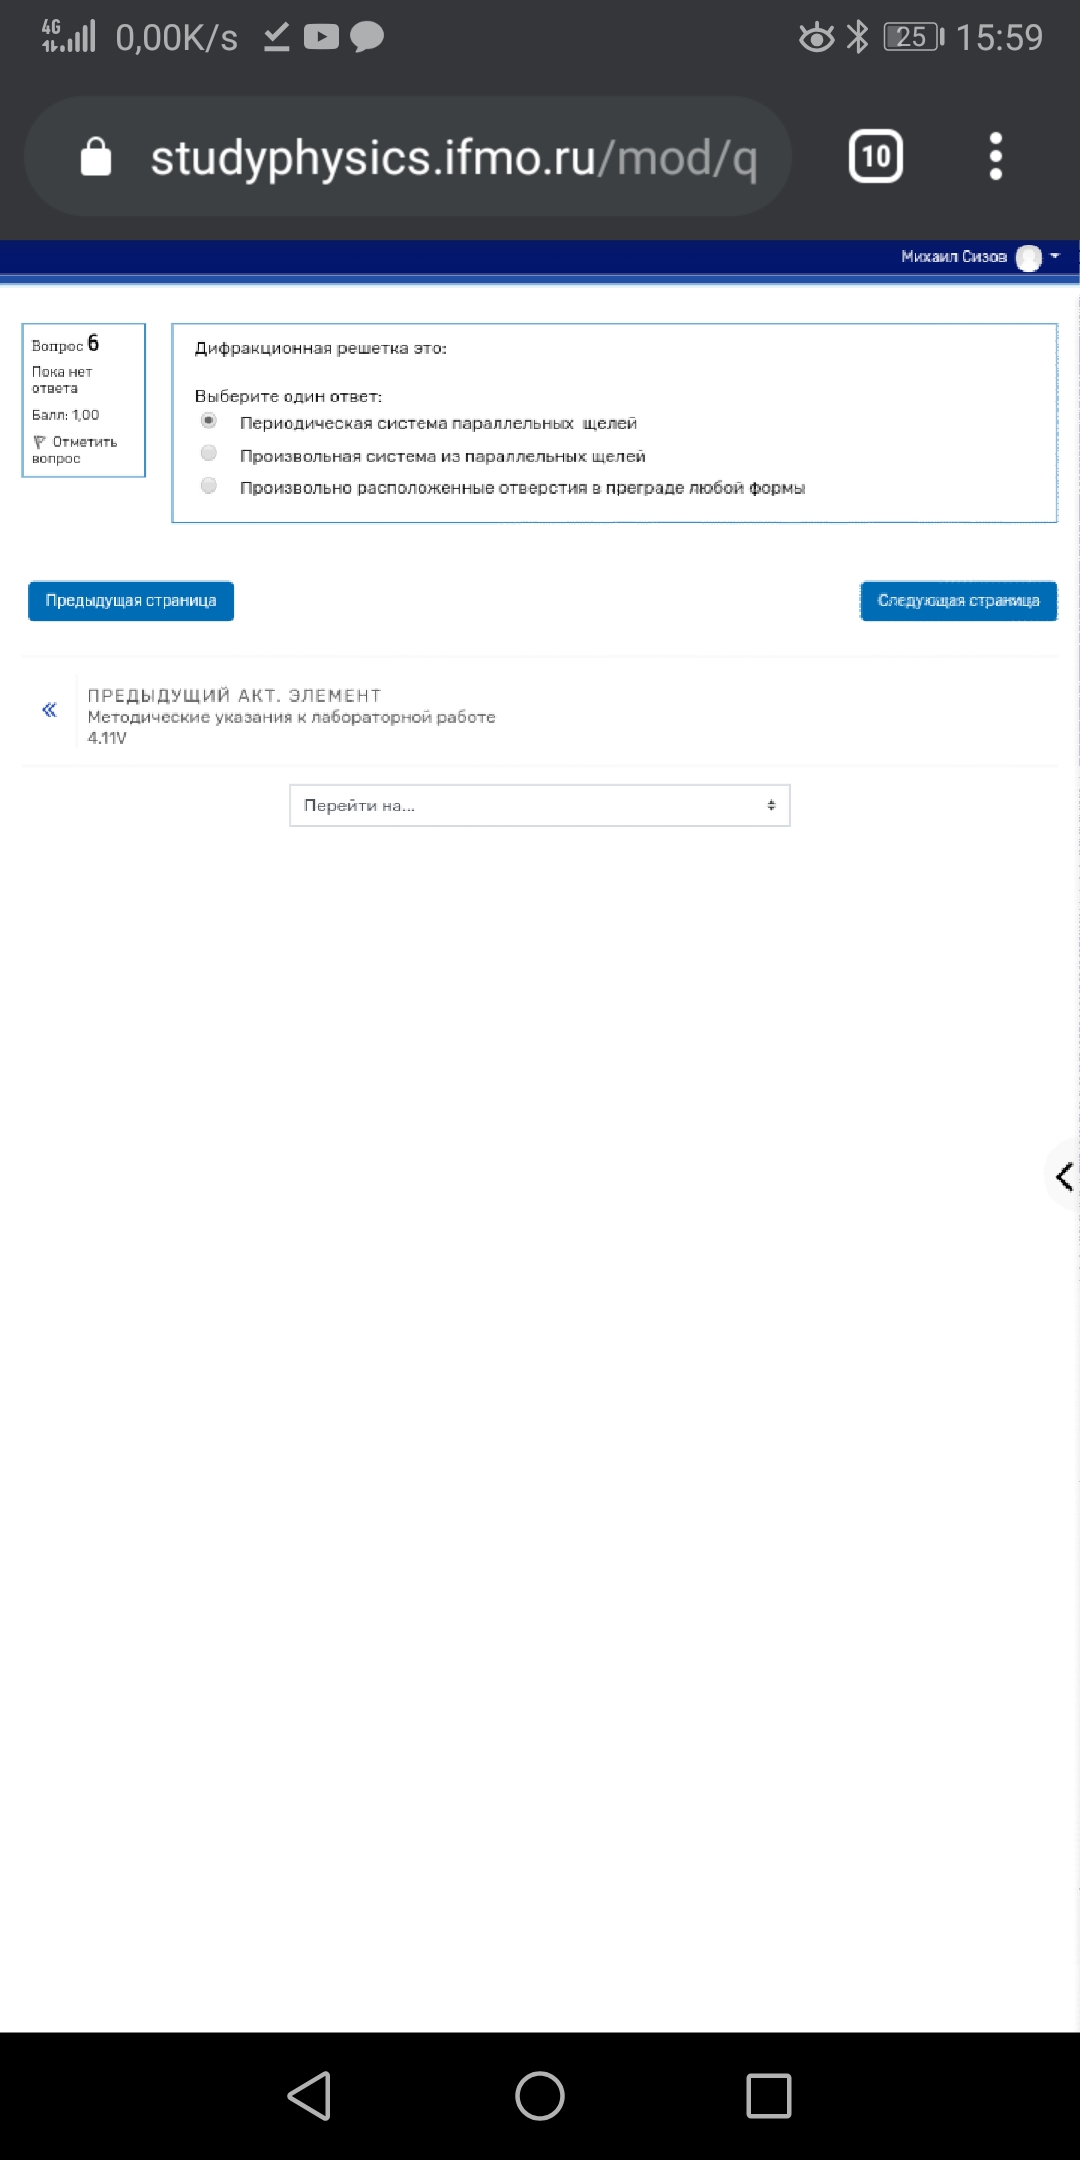 4G 0,00K/s 25 15:59
studyphysics.ifmo.ru/mod/q 10
Михаил Сизов
Вопрос 6
Пока нет
ответа
Балл: 1,00
Отметить
вопрос
Дифракционная решетка это:
Выберите один ответ:
Периодическая система параллельных щелей
Произвольная система из параллельных щелей
Произвольно расположенные отверстия в преграде любой формы
Предыдущая страница
Следующая страница
ПРЕДЫДУЩИЙ АКТ. ЭЛЕМЕНТ
Методические указания к лабораторной работе
4.11V
Перейти на...